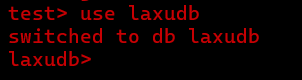 test> use laxudb
switched to db laxudb
laxudb>